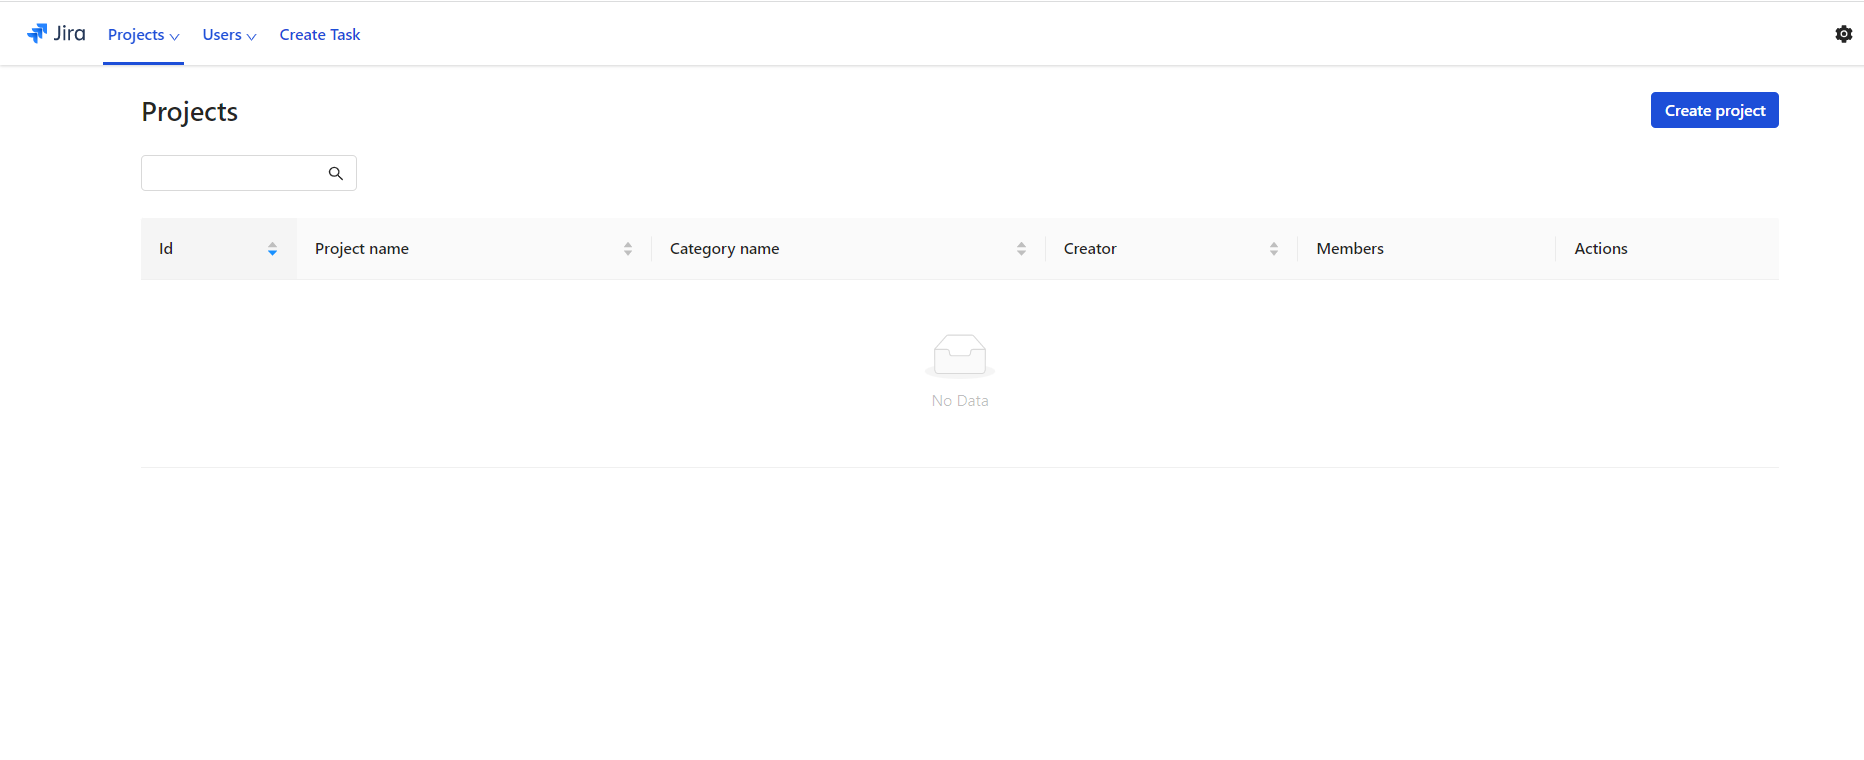 Jira Projects Users Create Task
Projects
Create project
Id Project name Category name Creator Members Actions
No Data